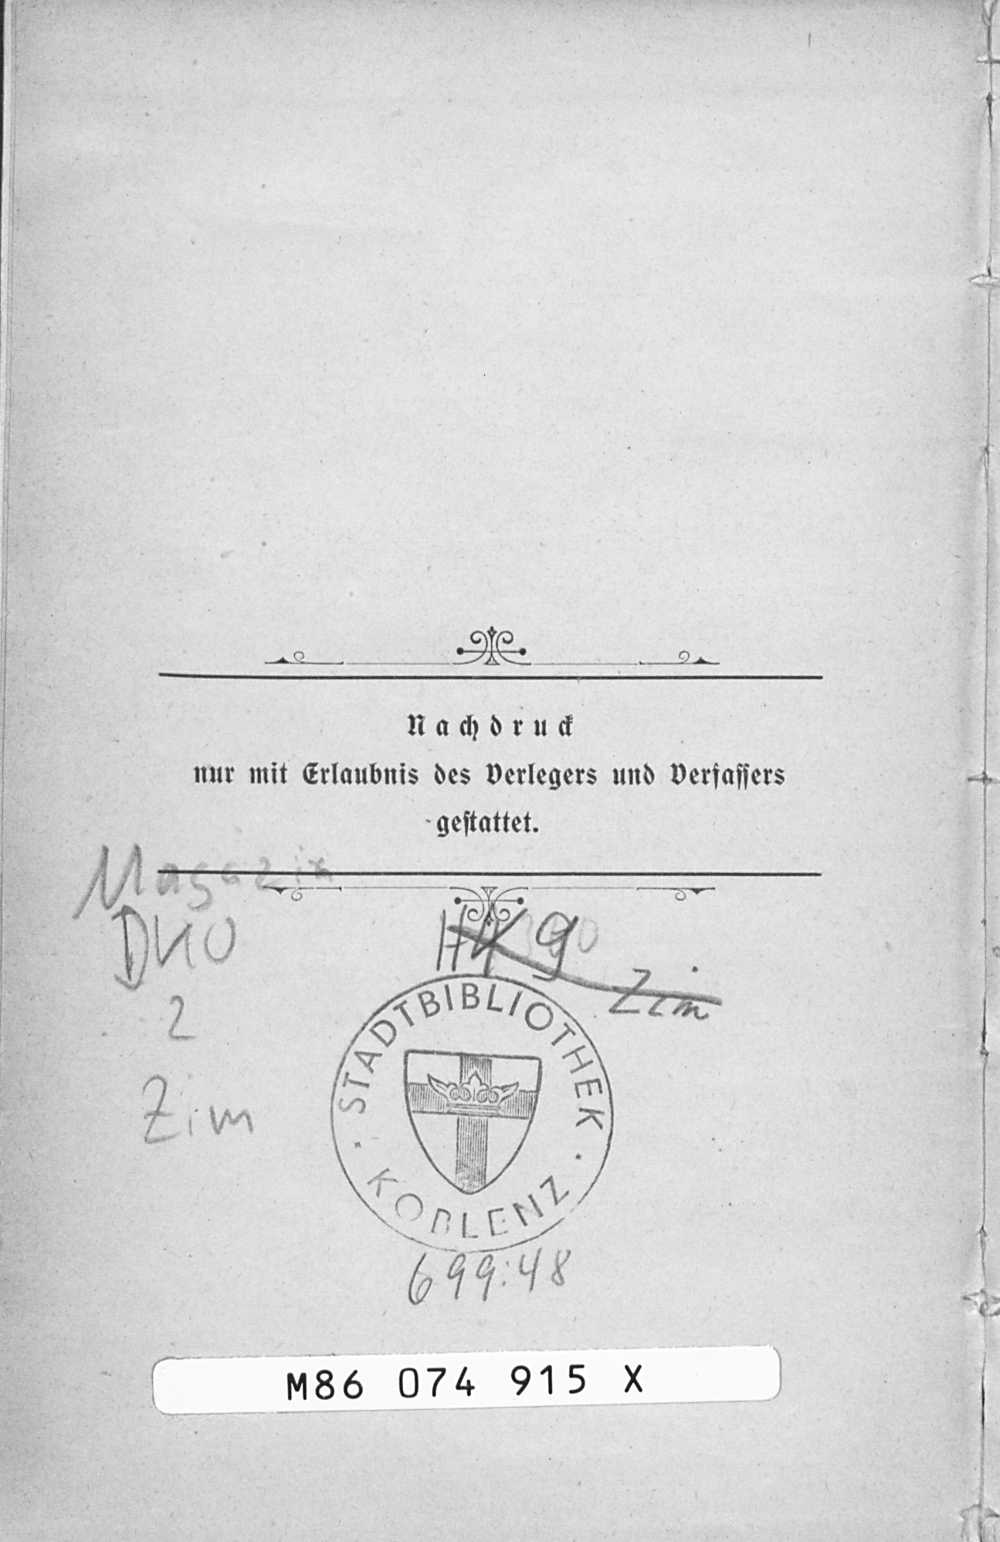 Nachdruck
nur mit Erlaubnis des Verlegers und Verfassers
gestattet.
Magazin
DKO
2
Zim
Zim
STADTBIBLIOTHEK
KOBLENZ
699:48
M86 074 915 X